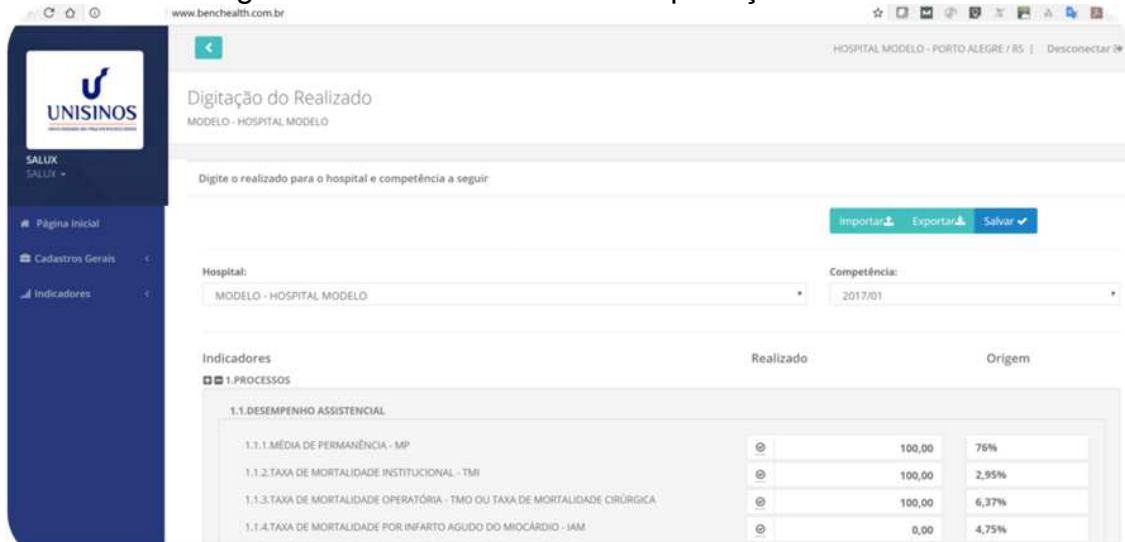 www.benchealth.com.br
HOSPITAL MODELO - PORTO ALEGRE / RS | Desconectar
UNISINOS
Digitação do Realizado
MODELO - HOSPITAL MODELO
SALUX
SALUX
Digite o realizado para o hospital e competência a seguir
Página Inicial
Importar Exportar Salvar
Cadastros Gerais
Hospital: Competência:
Indicadores
MODELO - HOSPITAL MODELO 2017/01
Indicadores Realizado Origem
1.PROCESSOS
1.1.DESEMPENHO ASSISTENCIAL
1.1.1.MÉDIA DE PERMANÊNCIA - MP 100,00 76%
1.1.2.TAXA DE MORTALIDADE INSTITUCIONAL - TMI 100,00 2,95%
1.1.3.TAXA DE MORTALIDADE OPERATÓRIA - TMO OU TAXA DE MORTALIDADE CIRÚRGICA 100,00 6,37%
1.1.4.TAXA DE MORTALIDADE POR INFARTO AGUDO DO MIOCÁRDIO - IAM 0,00 4,75%